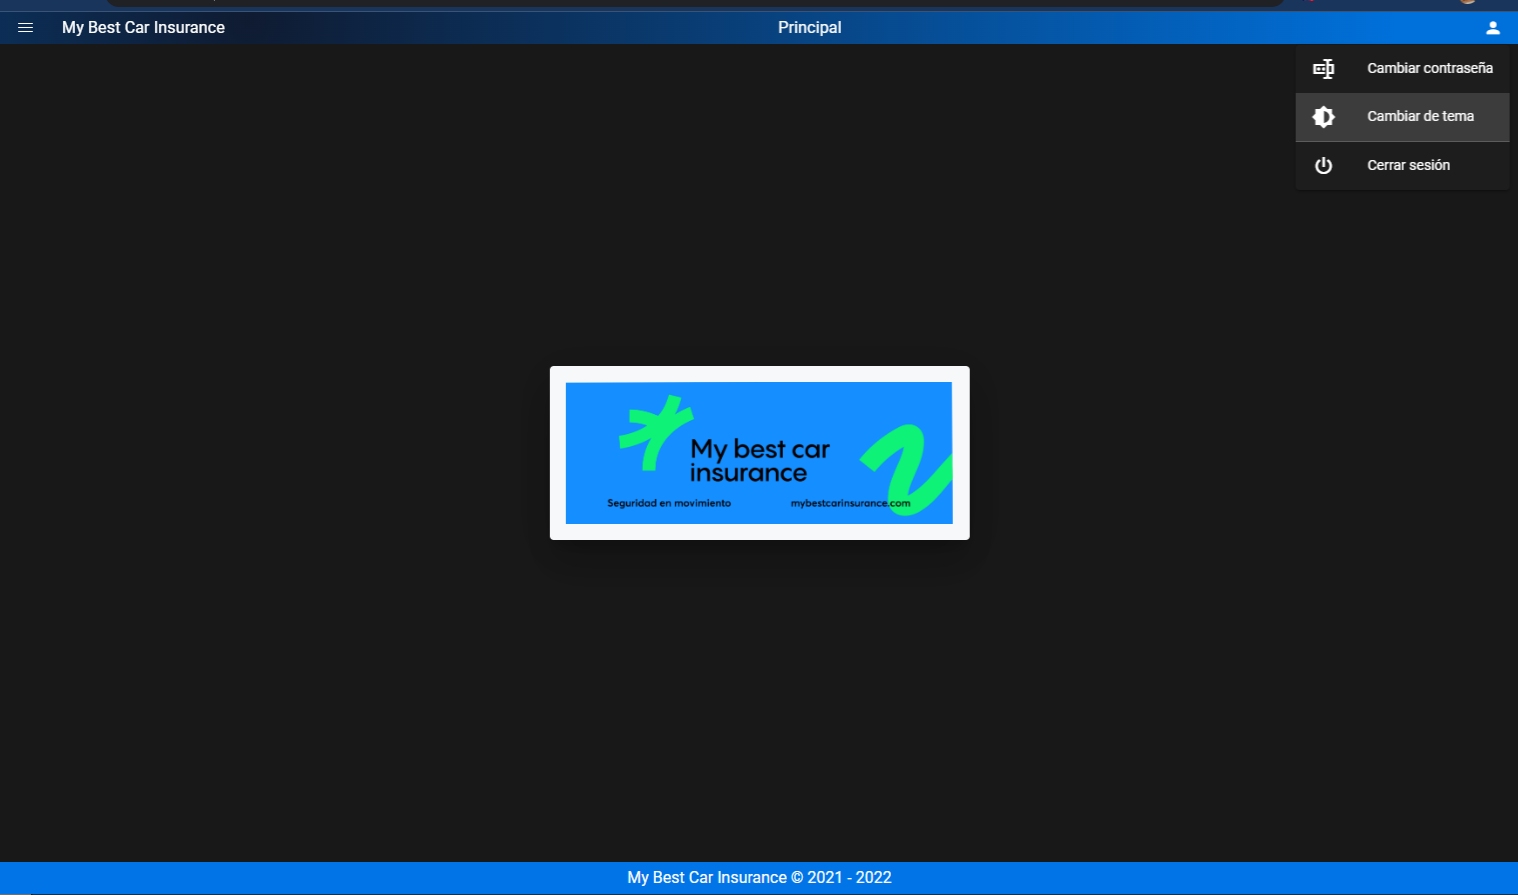 My Best Car Insurance
Principal
Cambiar contraseña
Cambiar de tema
Cerrar sesión
My best car
insurance
Seguridad en movimiento
mybestcarinsurance.com
My Best Car Insurance © 2021 - 2022